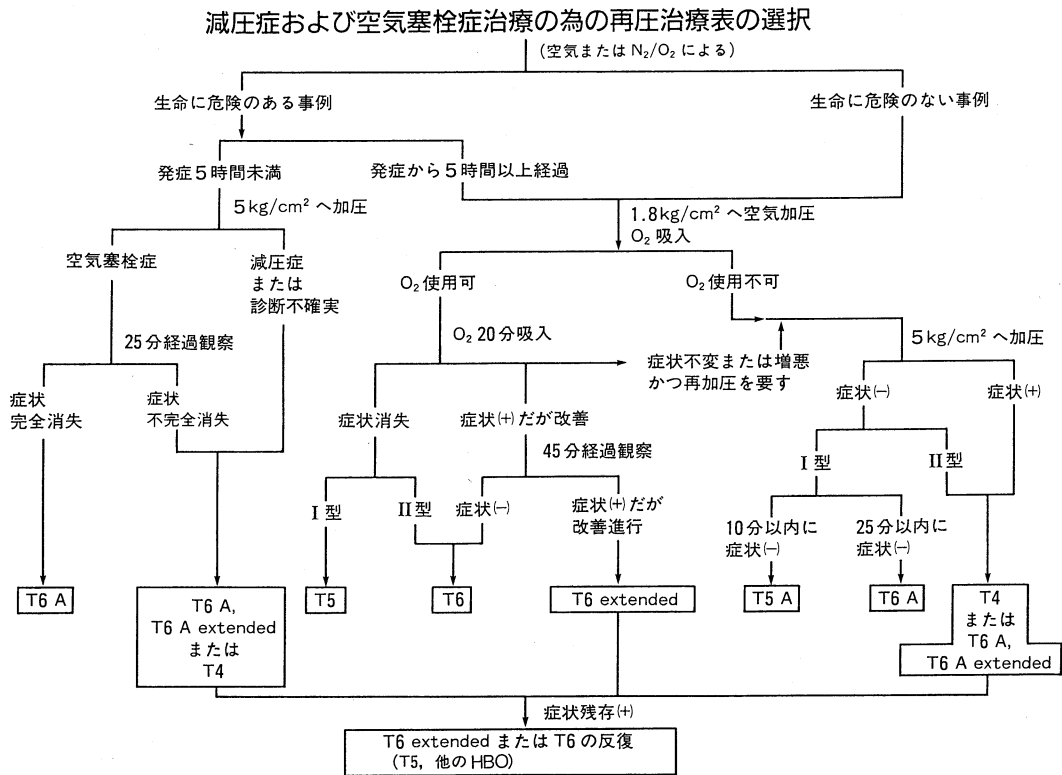 減圧症および空気塞栓症治療の為の再圧治療表の選択
(空気またはN₂/O₂による)
生命に危険のある事例
生命に危険のない事例
発症5時間未満
発症から5時間以上経過
5kg/cm² へ加圧
1.8kg/cm² へ空気加圧
O₂ 吸入
空気塞栓症
減圧症
または
診断不確実
O₂ 使用可
O₂ 使用不可
25分経過観察
O₂ 20分吸入
症状不変または増悪
かつ再加圧を要す
5kg/cm² へ加圧
症状
完全消失
症状
不完全消失
症状消失
症状(+)だが改善
症状(−)
症状(+)
45分経過観察
I 型
II 型
I 型
II 型
症状(−)
症状(+)だが
改善進行
10分以内に
症状(−)
25分以内に
症状(−)
T6 A
T6 A,
T6 A extended
または
T4
T5
T6
T6 extended
T5 A
T6 A
T4
または
T6 A,
T6 A extended
症状残存(+)
T6 extended または T6 の反復
(T5, 他のHBO)